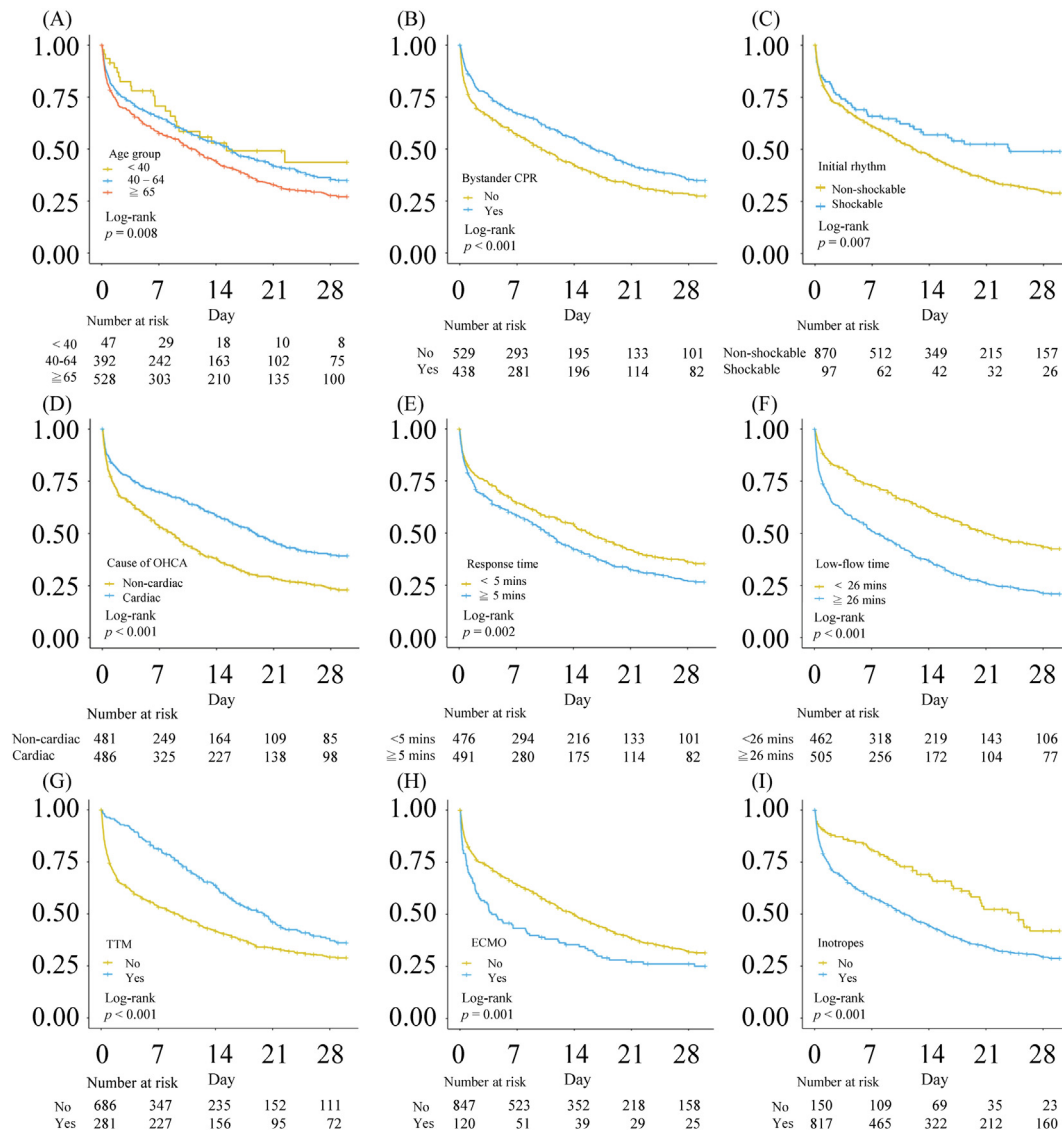 (A)
1.00
0.75
0.50
0.25
0.00
Age group
< 40
40 – 64
≧ 65
Log-rank
p = 0.008
0 7 14 21 28
Day
Number at risk
< 40 47 29 18 10 8
40-64 392 242 163 102 75
≧65 528 303 210 135 100
(B)
1.00
0.75
0.50
0.25
0.00
Bystander CPR
No
Yes
Log-rank
p < 0.001
0 7 14 21 28
Day
Number at risk
No 529 293 195 133 101
Yes 438 281 196 114 82
(C)
1.00
0.75
0.50
0.25
0.00
Initial rhythm
Non-shockable
Shockable
Log-rank
p = 0.007
0 7 14 21 28
Day
Number at risk
Non-shockable 870 512 349 215 157
Shockable 97 62 42 32 26
(D)
1.00
0.75
0.50
0.25
0.00
Cause of OHCA
Non-cardiac
Cardiac
Log-rank
p < 0.001
0 7 14 21 28
Day
Number at risk
Non-cardiac 481 249 164 109 85
Cardiac 486 325 227 138 98
(E)
1.00
0.75
0.50
0.25
0.00
Response time
< 5 mins
≧ 5 mins
Log-rank
p = 0.002
0 7 14 21 28
Day
Number at risk
<5 mins 476 294 216 133 101
≧5 mins 491 280 175 114 82
(F)
1.00
0.75
0.50
0.25
0.00
Low-flow time
< 26 mins
≧ 26 mins
Log-rank
p < 0.001
0 7 14 21 28
Day
Number at risk
<26 mins 462 318 219 143 106
≧26 mins 505 256 172 104 77
(G)
1.00
0.75
0.50
0.25
0.00
TTM
No
Yes
Log-rank
p < 0.001
0 7 14 21 28
Day
Number at risk
No 686 347 235 152 111
Yes 281 227 156 95 72
(H)
1.00
0.75
0.50
0.25
0.00
ECMO
No
Yes
Log-rank
p = 0.001
0 7 14 21 28
Day
Number at risk
No 847 523 352 218 158
Yes 120 51 39 29 25
(I)
1.00
0.75
0.50
0.25
0.00
Inotropes
No
Yes
Log-rank
p < 0.001
0 7 14 21 28
Day
Number at risk
No 150 109 69 35 23
Yes 817 465 322 212 160